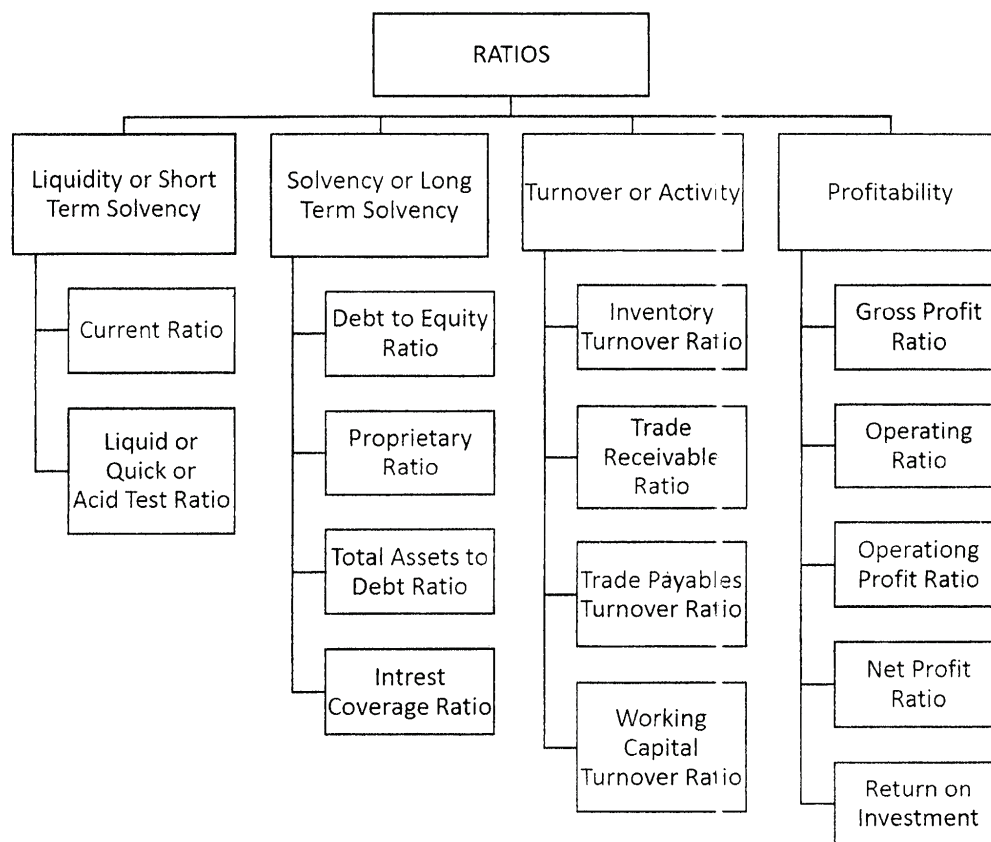 RATIOS
Liquidity or Short
Term Solvency
Current Ratio
Liquid or
Quick or
Acid Test Ratio
Solvency or Long
Term Solvency
Debt to Equity
Ratio
Proprietary
Ratio
Total Assets to
Debt Ratio
Intrest
Coverage Ratio
Turnover or Activity
Inventory
Turnover Ratio
Trade
Receivable
Ratio
Trade Payables
Turnover Ratio
Working
Capital
Turnover Ratio
Profitability
Gross Profit
Ratio
Operating
Ratio
Operationg
Profit Ratio
Net Profit
Ratio
Return on
Investment